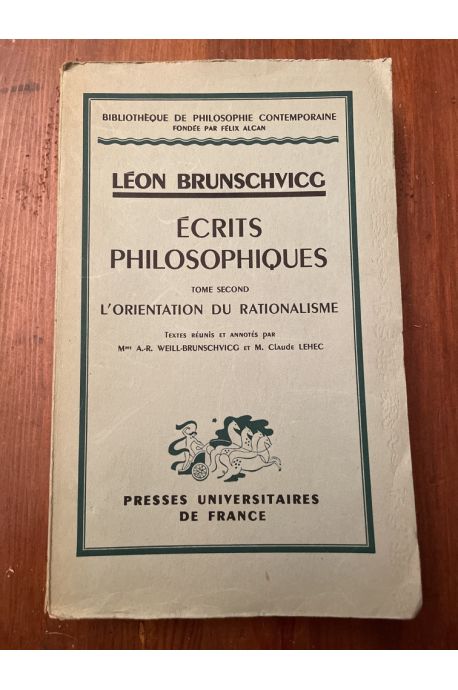 BIBLIOTHÈQUE DE PHILOSOPHIE CONTEMPORAINE
FONDÉE PAR FÉLIX ALCAN
LÉON BRUNSCHVICG
ÉCRITS
PHILOSOPHIQUES
TOME SECOND
L'ORIENTATION DU RATIONALISME
TEXTES RÉUNIS ET ANNOTÉS PAR
MME A.-R. WEILL-BRUNSCHVICG ET M. CLAUDE LEHEC
PRESSES UNIVERSITAIRES
DE FRANCE